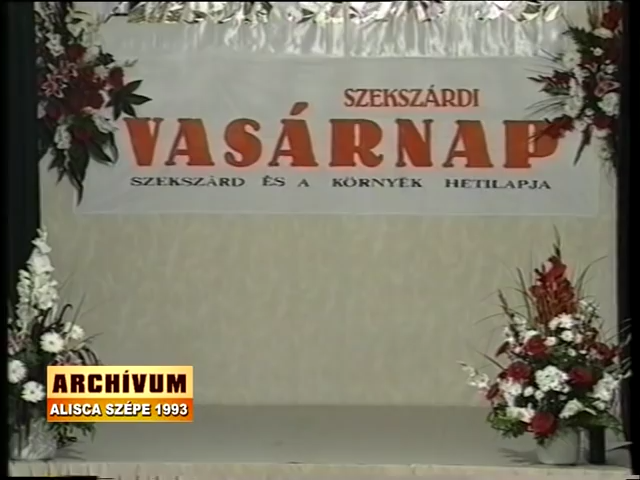 SZEKSZÁRDI
VASÁRNAP
SZEKSZÁRD ÉS A KÖRNYÉK HETILAPJA
ARCHÍVUM
ALISCA SZÉPE 1993